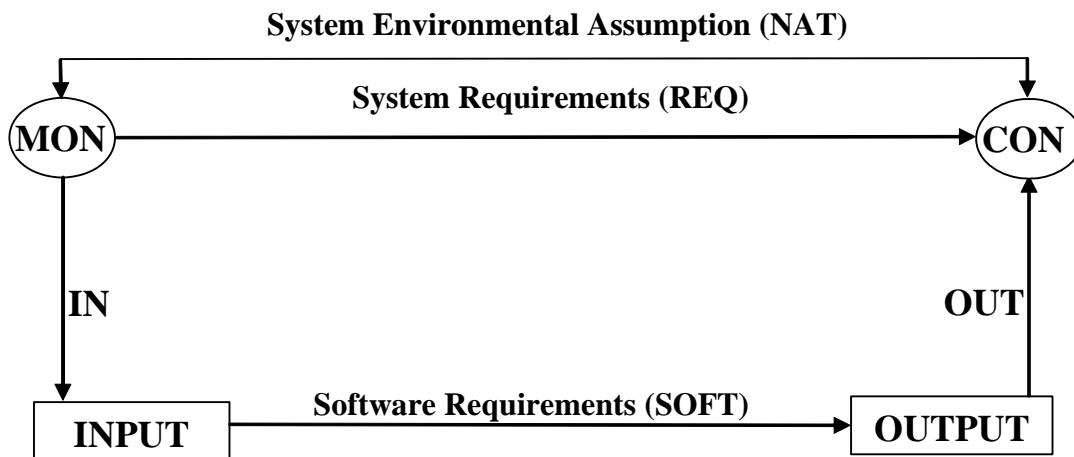 System Environmental Assumption (NAT)
System Requirements (REQ)
MON
CON
IN
OUT
Software Requirements (SOFT)
INPUT
OUTPUT